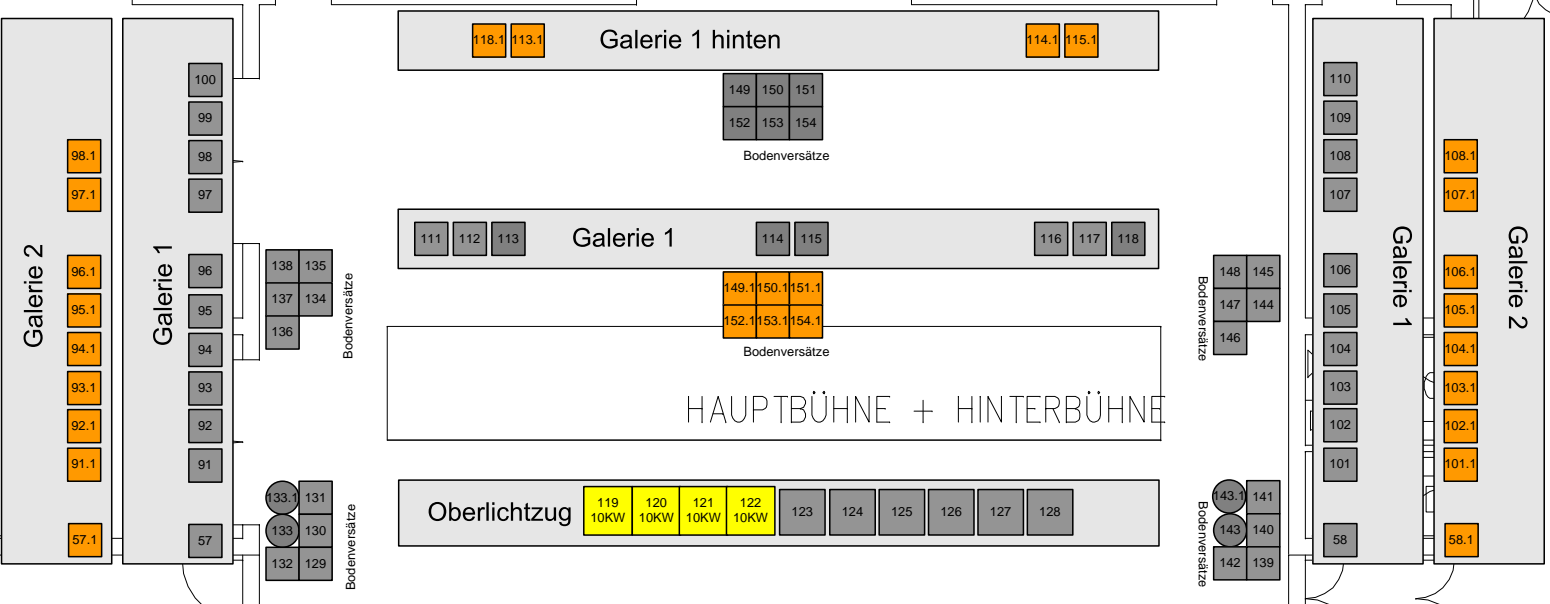 118.1 113.1 Galerie 1 hinten 114.1 115.1
149 150 151
152 153 154
Bodenversätze
111 112 113 Galerie 1 114 115 116 117 118
149.1 150.1 151.1
152.1 153.1 154.1
Bodenversätze
HAUPTBÜHNE + HINTERBÜHNE
Oberlichtzug 119 120 121 122 123 124 125 126 127 128
10KW 10KW 10KW 10KW
Galerie 2
98.1
97.1
96.1
95.1
94.1
93.1
92.1
91.1
57.1
Galerie 1
100
99
98
97
96
95
94
93
92
91
57
138 135
137 134
136
Bodenversätze
133.1 131
133 130
132 129
Bodenversätze
148 145
147 144
146
Bodenversätze
143.1 141
143 140
142 139
Bodenversätze
110
109
108
107
106
105
104
103
102
101
58
Galerie 1
108.1
107.1
106.1
105.1
104.1
103.1
102.1
101.1
58.1
Galerie 2